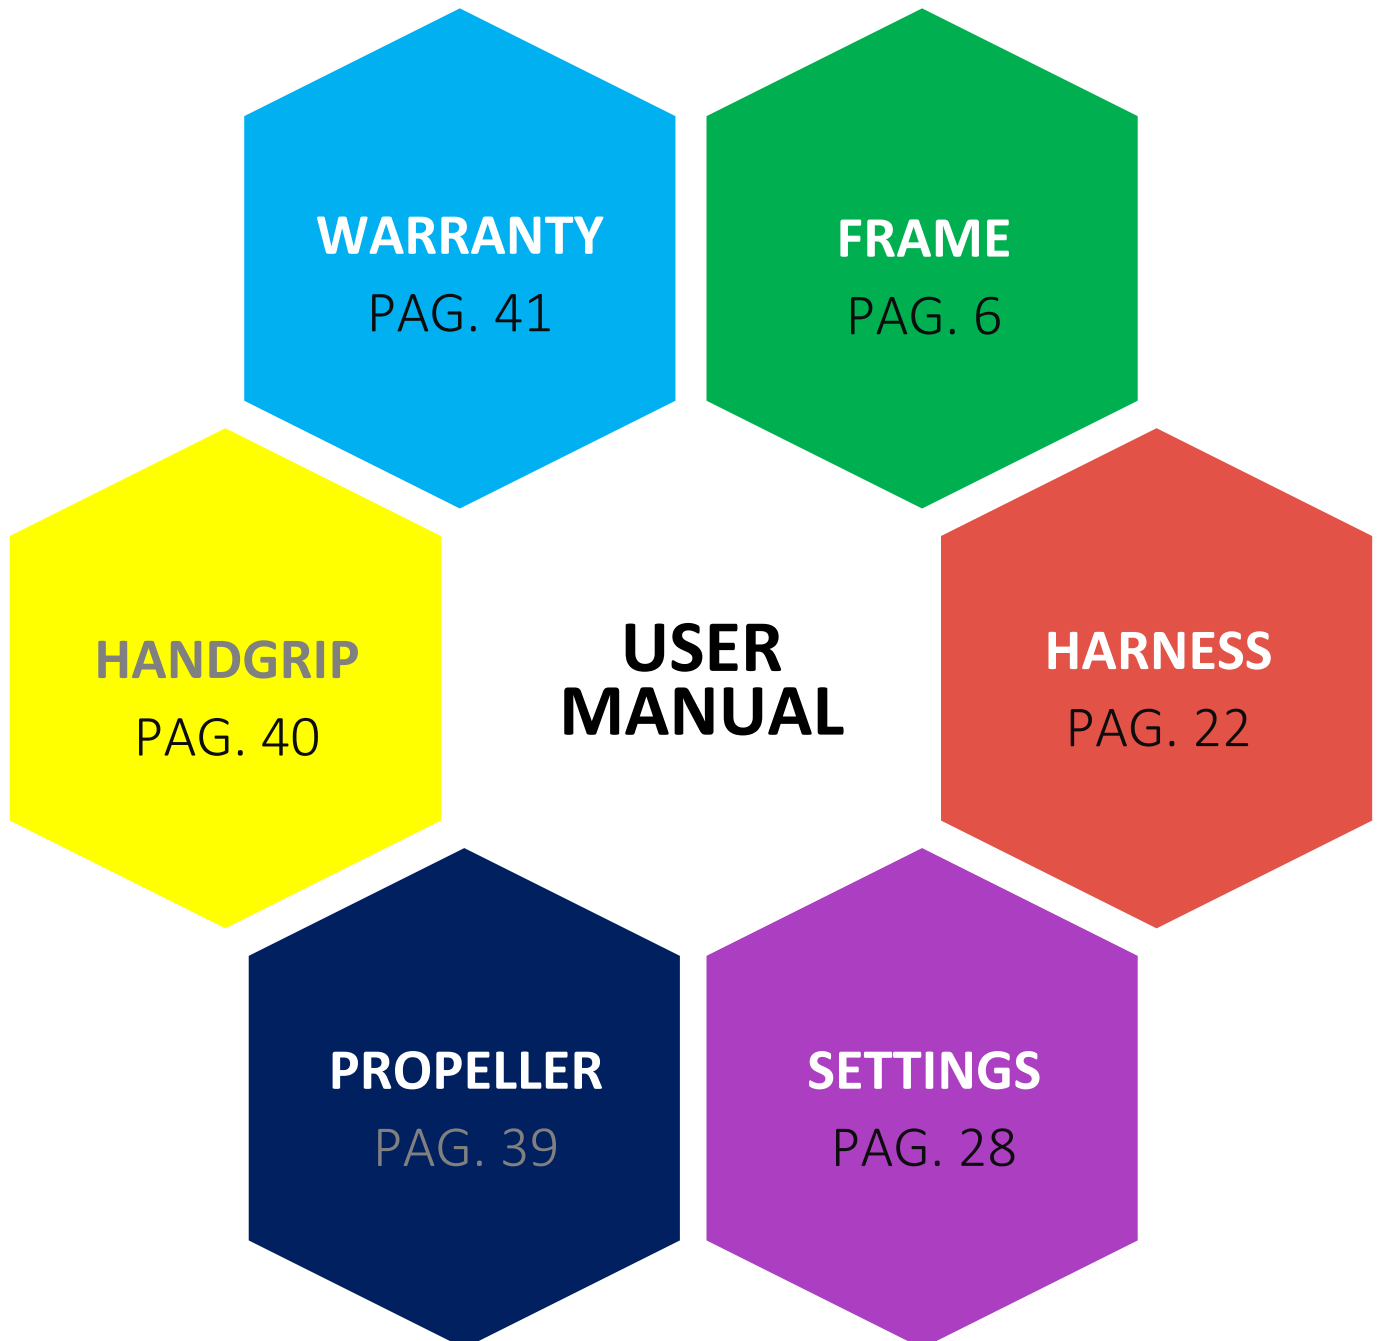 WARRANTY
PAG. 41
FRAME
PAG. 6
HANDGRIP
PAG. 40
USER
MANUAL
HARNESS
PAG. 22
PROPELLER
PAG. 39
SETTINGS
PAG. 28